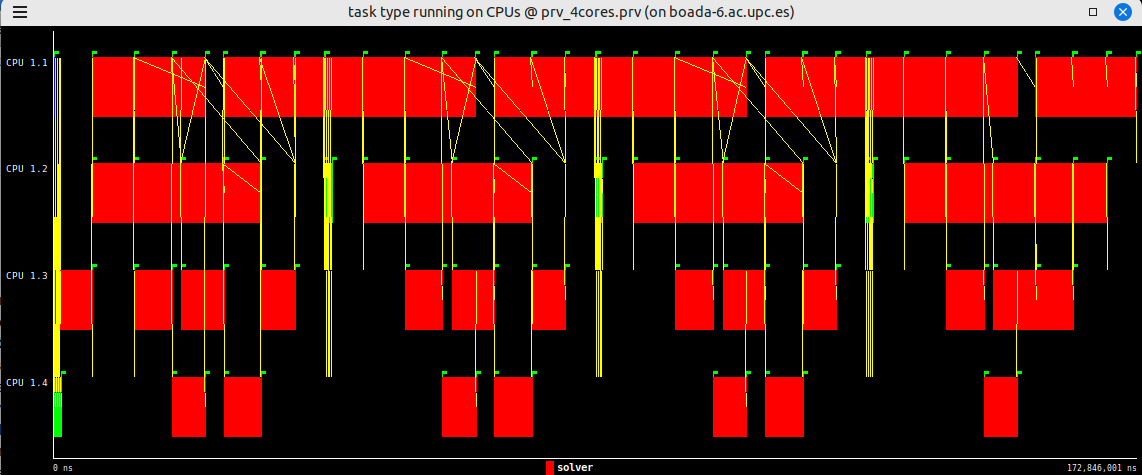 task type running on CPUs @ prv_4cores.prv (on boada-6.ac.upc.es)
CPU 1.1
CPU 1.2
CPU 1.3
CPU 1.4
0 ns
solver
172,846,001 ns